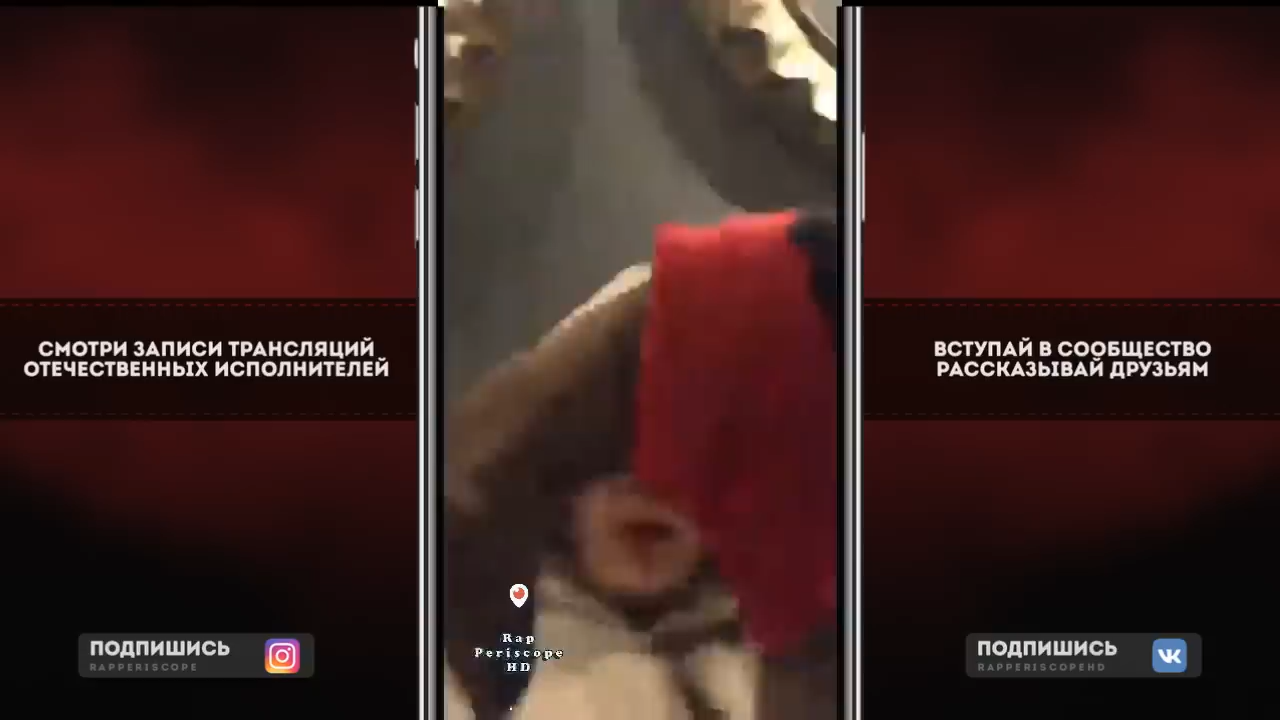 СМОТРИ ЗАПИСИ ТРАНСЛЯЦИЙ
ОТЕЧЕСТВЕННЫХ ИСПОЛНИТЕЛЕЙ
ВСТУПАЙ В СООБЩЕСТВО
РАССКАЗЫВАЙ ДРУЗЬЯМ
Rap
Periscope
HD
ПОДПИШИСЬ
RAPPERISCOPE
ПОДПИШИСЬ
RAPPERISCOPEHD